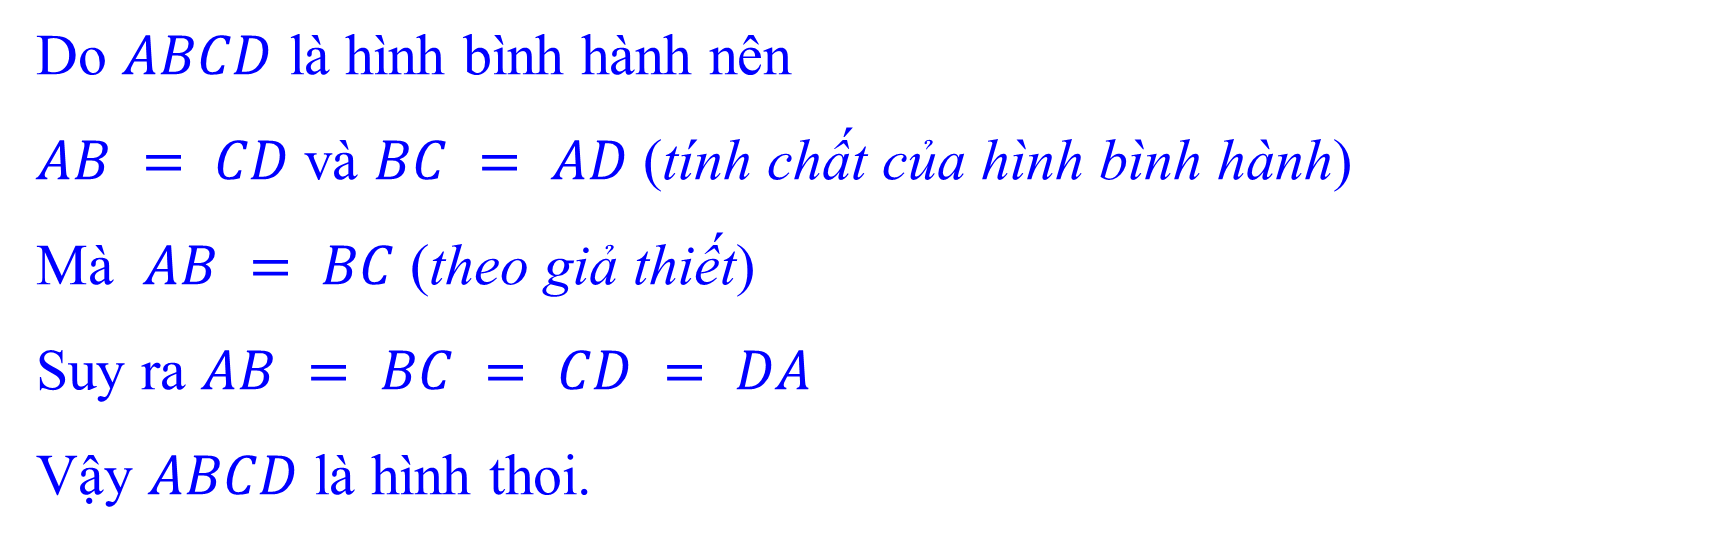 Do ABCD là hình bình hành nên
AB = CD và BC = AD (tính chất của hình bình hành)
Mà AB = BC (theo giả thiết)
Suy ra AB = BC = CD = DA
Vậy ABCD là hình thoi.